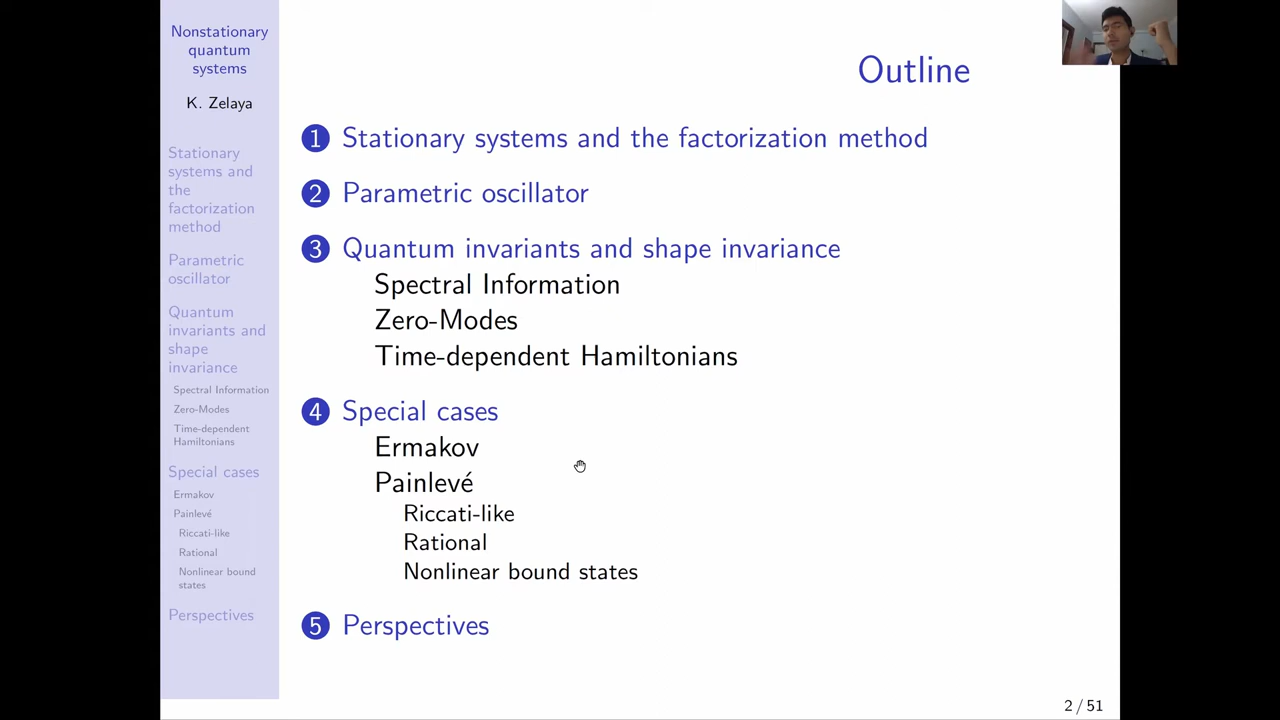 Nonstationary
quantum
systems
K. Zelaya
Stationary
systems and
the
factorization
method
Parametric
oscillator
Quantum
invariants and
shape
invariance
Spectral Information
Zero-Modes
Time-dependent
Hamiltonians
Special cases
Ermakov
Painlevé
Riccati-like
Rational
Nonlinear bound
states
Perspectives
Outline
1 Stationary systems and the factorization method
2 Parametric oscillator
3 Quantum invariants and shape invariance
Spectral Information
Zero-Modes
Time-dependent Hamiltonians
4 Special cases
Ermakov
Painlevé
Riccati-like
Rational
Nonlinear bound states
5 Perspectives
2 / 51